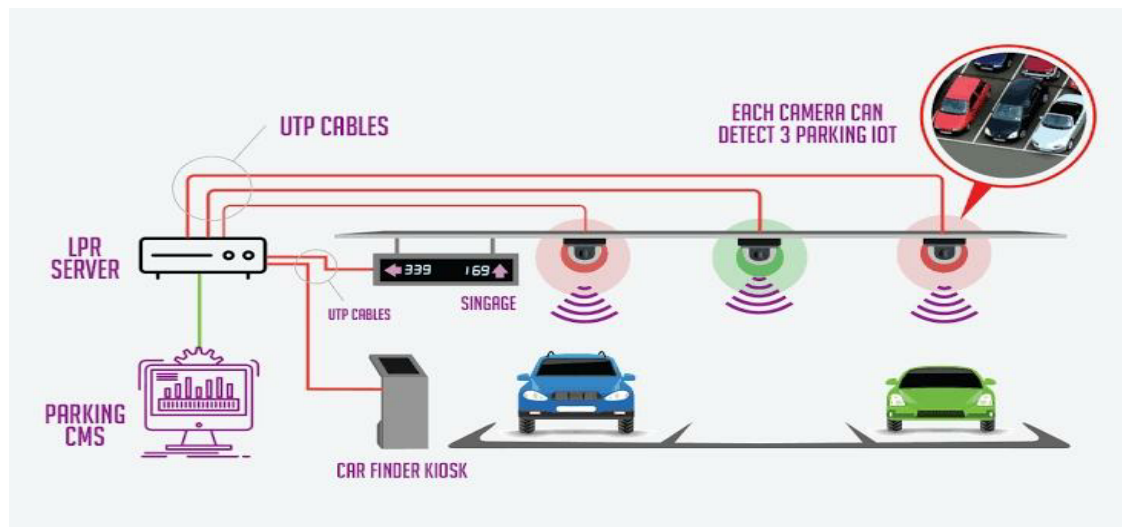 UTP CABLES
EACH CAMERA CAN
DETECT 3 PARKING IOT
LPR
SERVER
339 169
SINGAGE
UTP CABLES
PARKING
CMS
CAR FINDER KIOSK